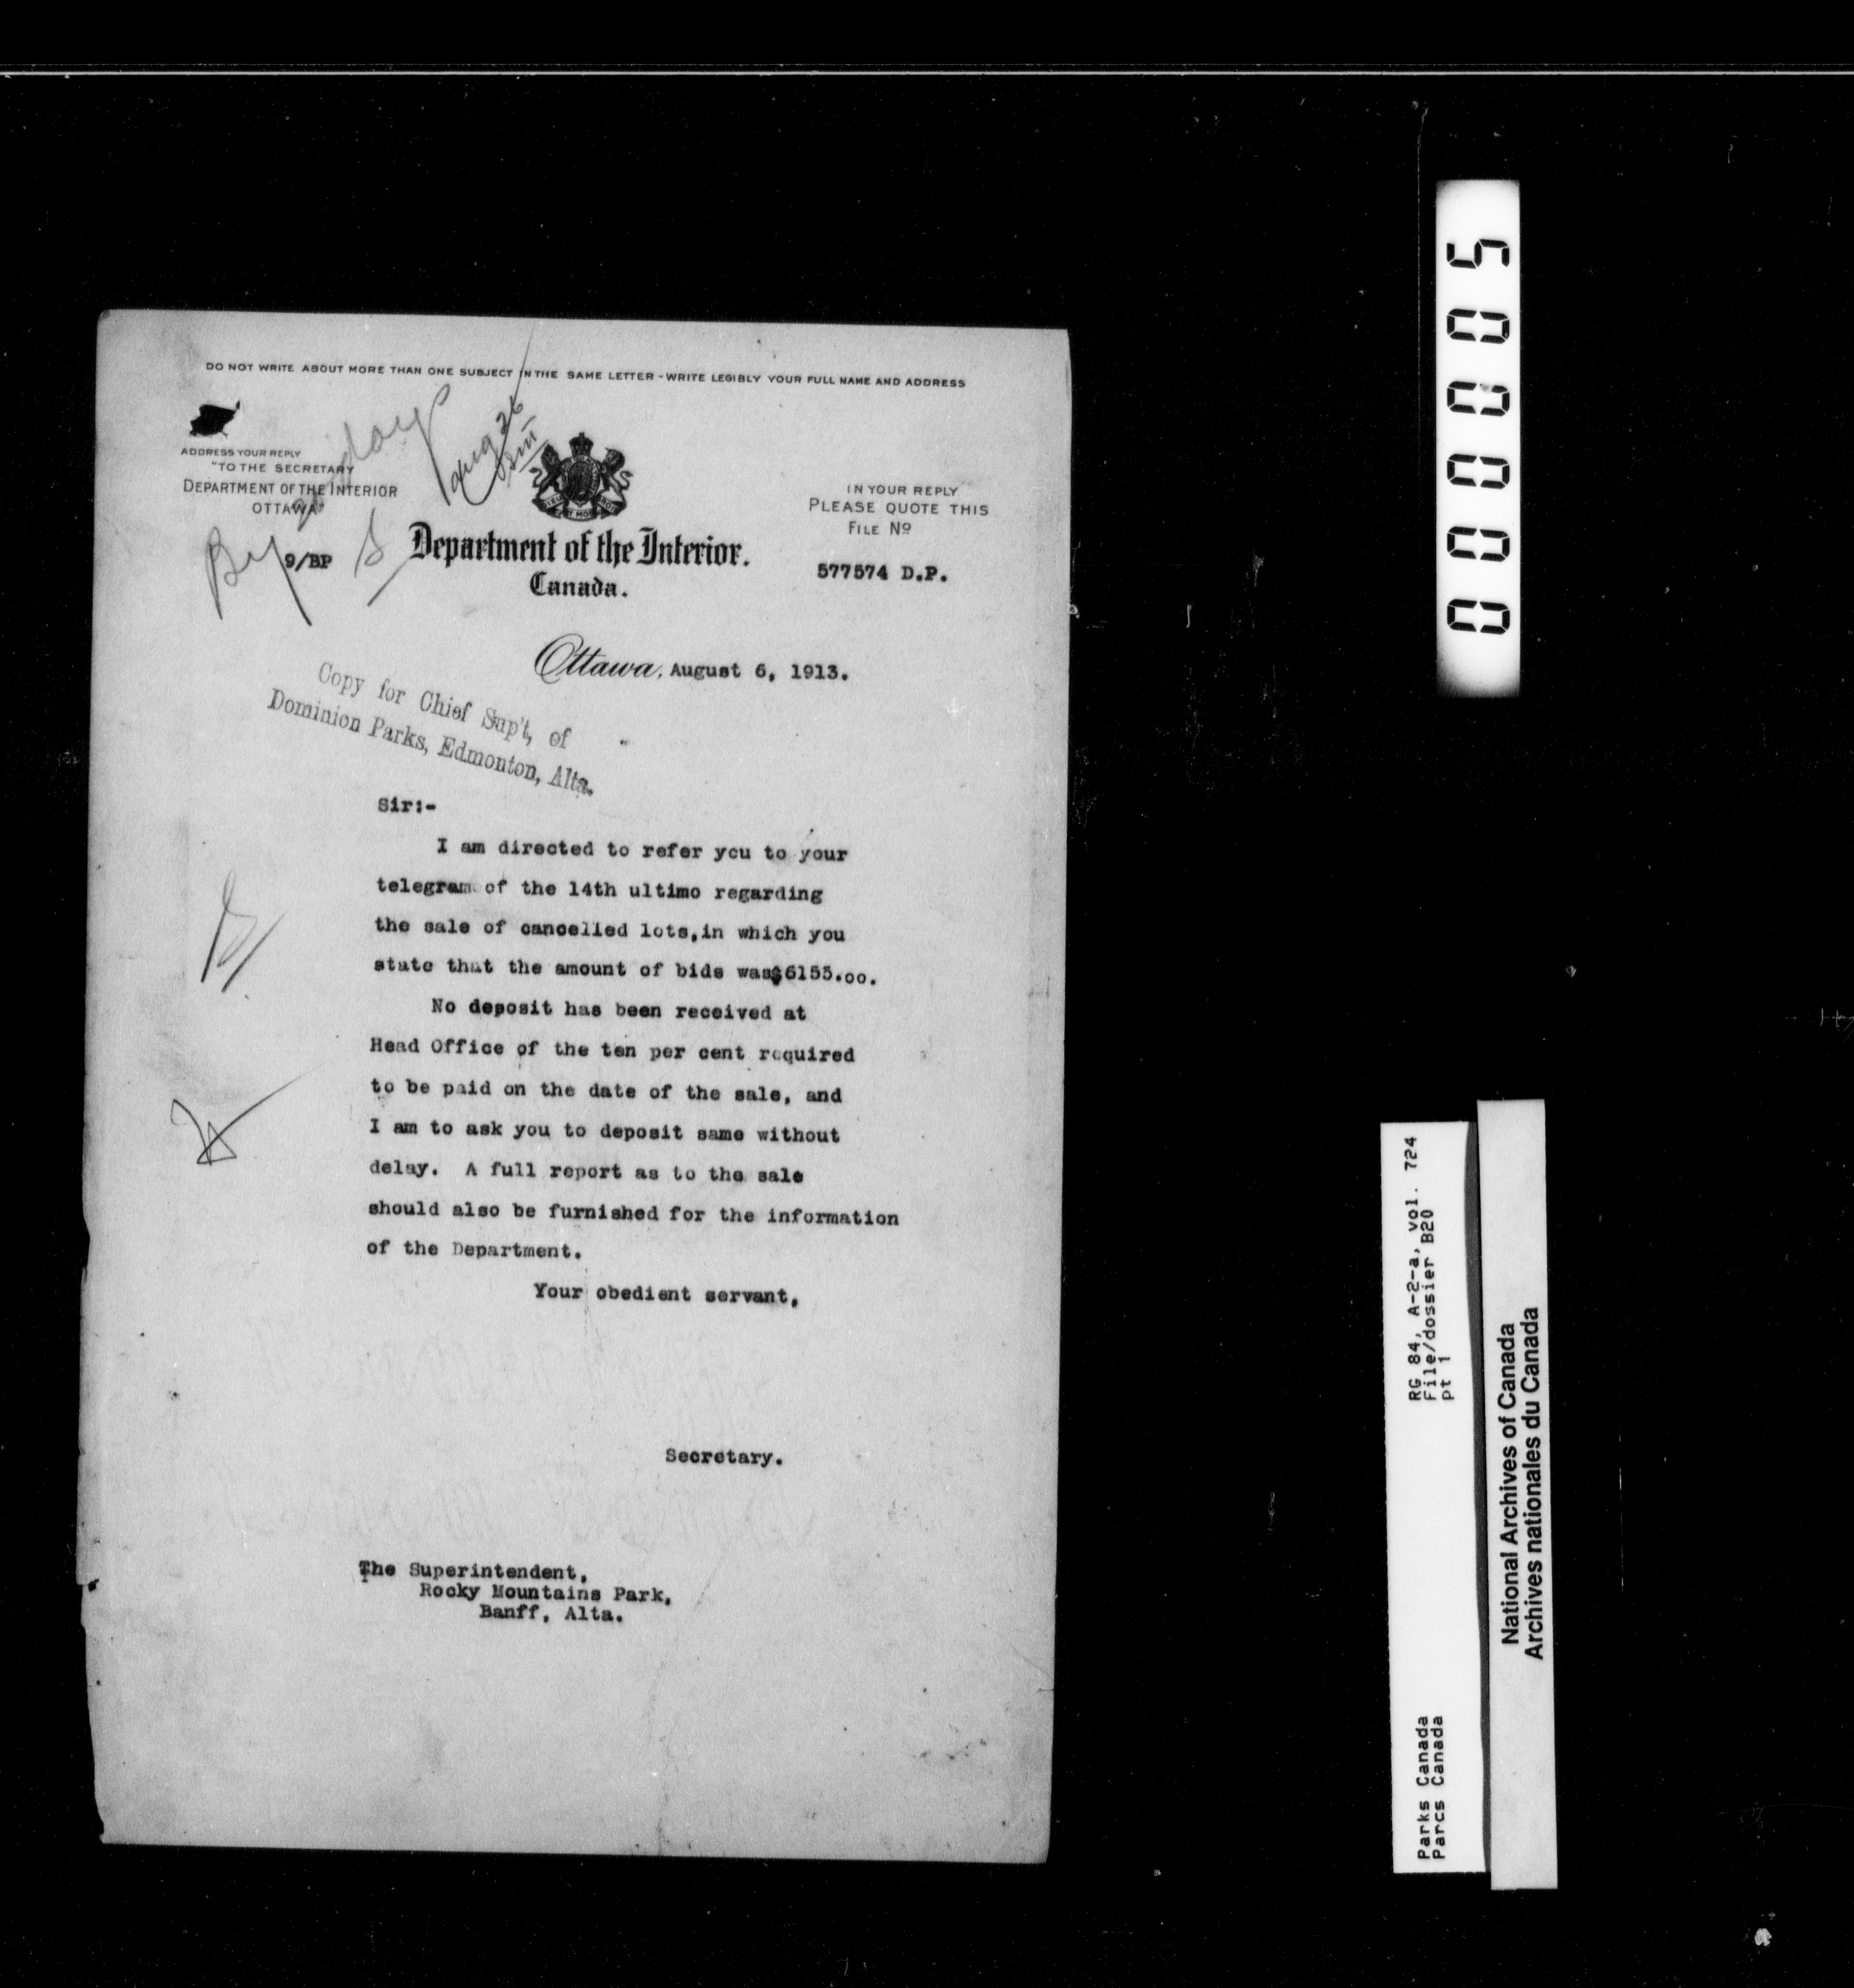 DO NOT WRITE ABOUT MORE THAN ONE SUBJECT IN THE SAME LETTER - WRITE LEGIBLY YOUR FULL NAME AND ADDRESS
Aug 26
ADDRESS YOUR REPLY
"TO THE SECRETARY
DEPARTMENT OF THE INTERIOR
OTTAWA"
9/BP
DIEU ET MON DROIT
Department of the Interior.
Canada.
IN YOUR REPLY
PLEASE QUOTE THIS
FILE No
577574 D.P.
Ottawa, August 6, 1913.
Copy for Chief Sup't, of
Dominion Parks, Edmonton, Alta.
Sir:-
I am directed to refer you to your
telegram of the 14th ultimo regarding
the sale of cancelled lots,in which you
state that the amount of bids was$6155.oo.
No deposit has been received at
Head Office of the ten per cent required
to be paid on the date of the sale, and
I am to ask you to deposit same without
delay. A full report as to the sale
should also be furnished for the information
of the Department.
Your obedient servant,
Secretary.
The Superintendent,
Rocky Mountains Park,
Banff, Alta.
000005
RG 84, A-2-a, vol. 724
File/dossier B20
pt 1
Parks Canada
Parcs Canada
National Archives of Canada
Archives nationales du Canada